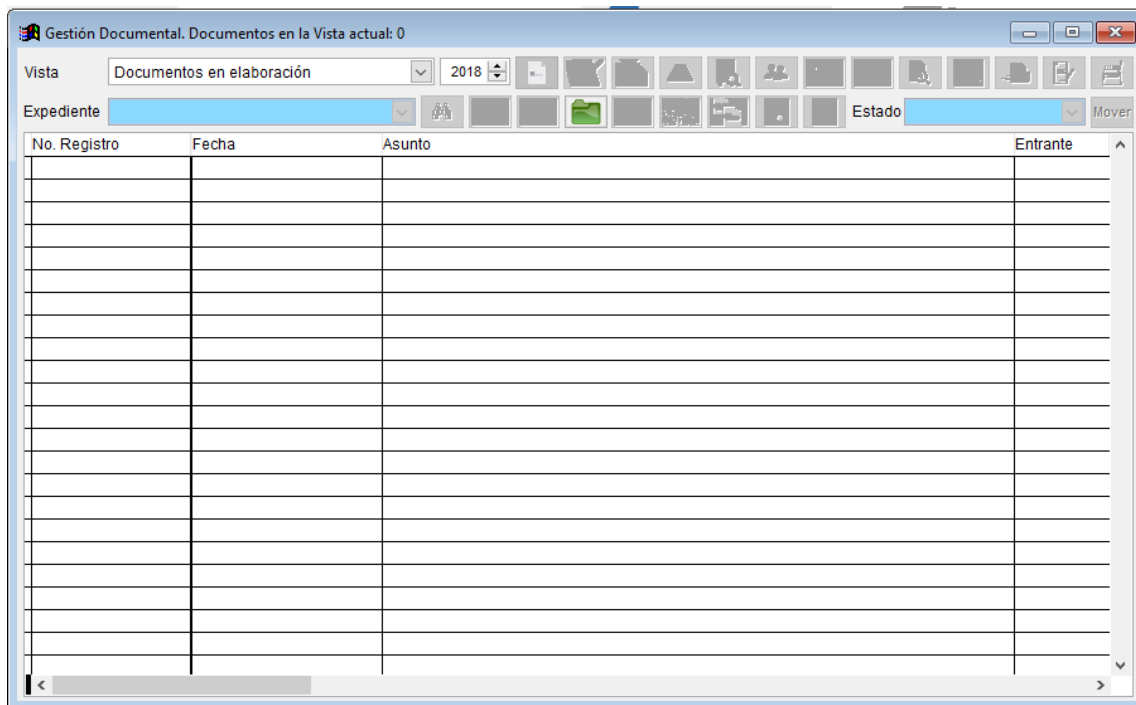 Gestión Documental. Documentos en la Vista actual: 0
Vista Documentos en elaboración 2018
Expediente Estado Mover
No. Registro Fecha Asunto Entrante